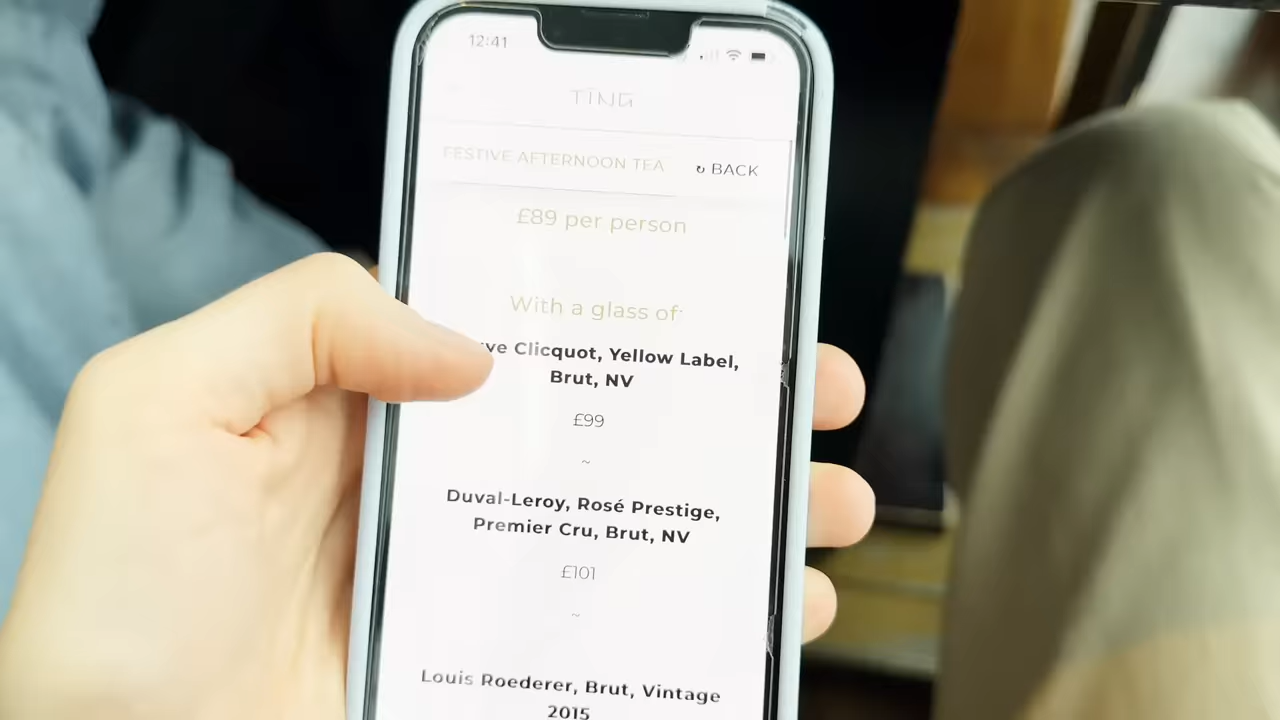 12:41
TING
FESTIVE AFTERNOON TEA
↻ BACK
£89 per person
With a glass of:
ve Clicquot, Yellow Label,
Brut, NV
£99
~
Duval-Leroy, Rosé Prestige,
Premier Cru, Brut, NV
£101
~
Louis Roederer, Brut, Vintage
2015